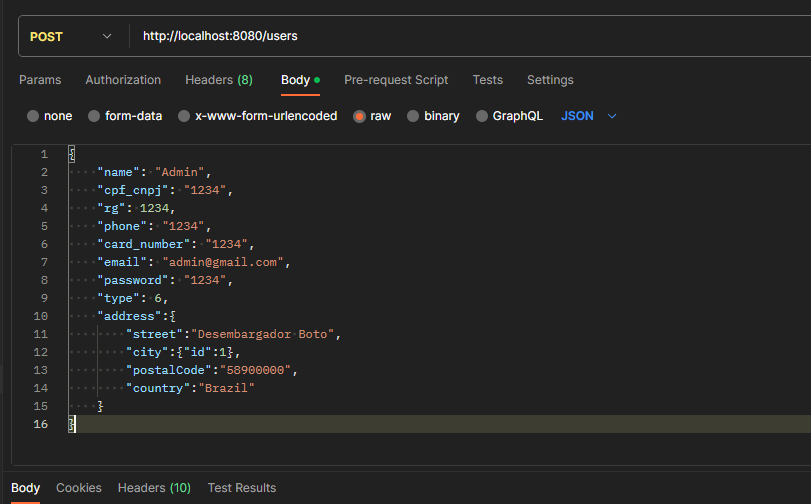 POST http://localhost:8080/users
Params Authorization Headers (8) Body Pre-request Script Tests Settings
none form-data x-www-form-urlencoded raw binary GraphQL JSON
1 {
2 "name": "Admin",
3 "cpf_cnpj": "1234",
4 "rg": 1234,
5 "phone": "1234",
6 "card_number": "1234",
7 "email": "admin@gmail.com",
8 "password": "1234",
9 "type": 6,
10 "address":{
11 "street":"Desembargador Boto",
12 "city":{"id":1},
13 "postalCode":"58900000",
14 "country":"Brazil"
15 }
16 }
Body Cookies Headers (10) Test Results